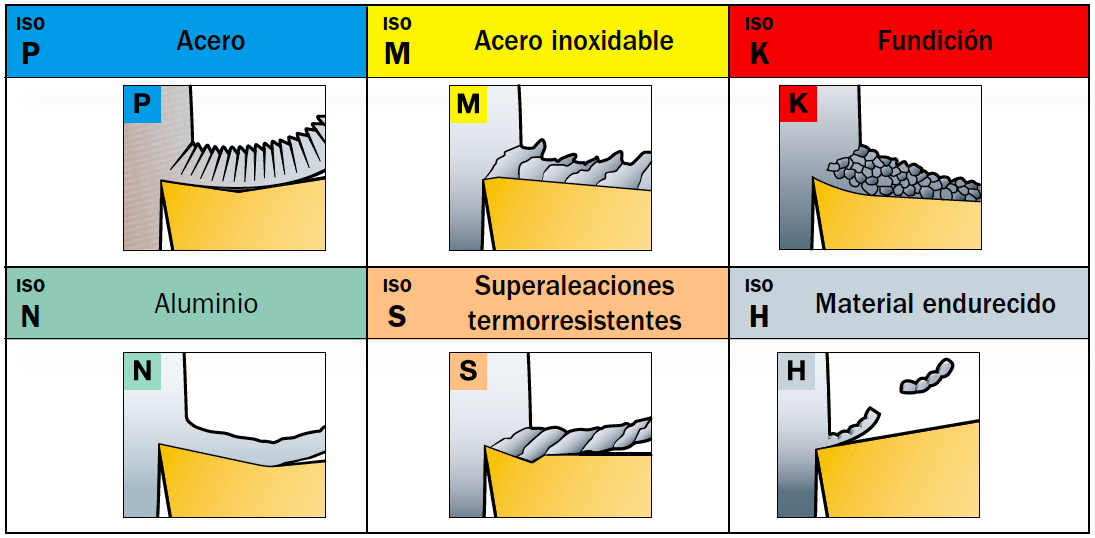 ISO
P
Acero
ISO
M
Acero inoxidable
ISO
K
Fundición
P
M
K
ISO
N
Aluminio
ISO
S
Superaleaciones
termorresistentes
ISO
H
Material endurecido
N
S
H